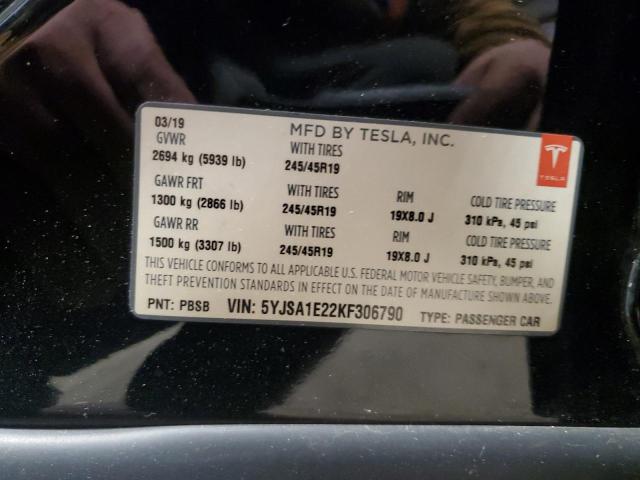 03/19 MFD BY TESLA, INC.
GVWR WITH TIRES
2694 kg (5939 lb) 245/45R19
TESLA
GAWR FRT WITH TIRES RIM COLD TIRE PRESSURE
1300 kg (2866 lb) 245/45R19 19X8.0 J 310 kPa, 45 psi
GAWR RR WITH TIRES RIM COLD TIRE PRESSURE
1500 kg (3307 lb) 245/45R19 19X8.0 J 310 kPa, 45 psi
THIS VEHICLE CONFORMS TO ALL APPLICABLE U.S. FEDERAL MOTOR VEHICLE SAFETY, BUMPER, AND
THEFT PREVENTION STANDARDS IN EFFECT ON THE DATE OF MANUFACTURE SHOWN ABOVE.
PNT: PBSB VIN: 5YJSA1E22KF306790 TYPE: PASSENGER CAR